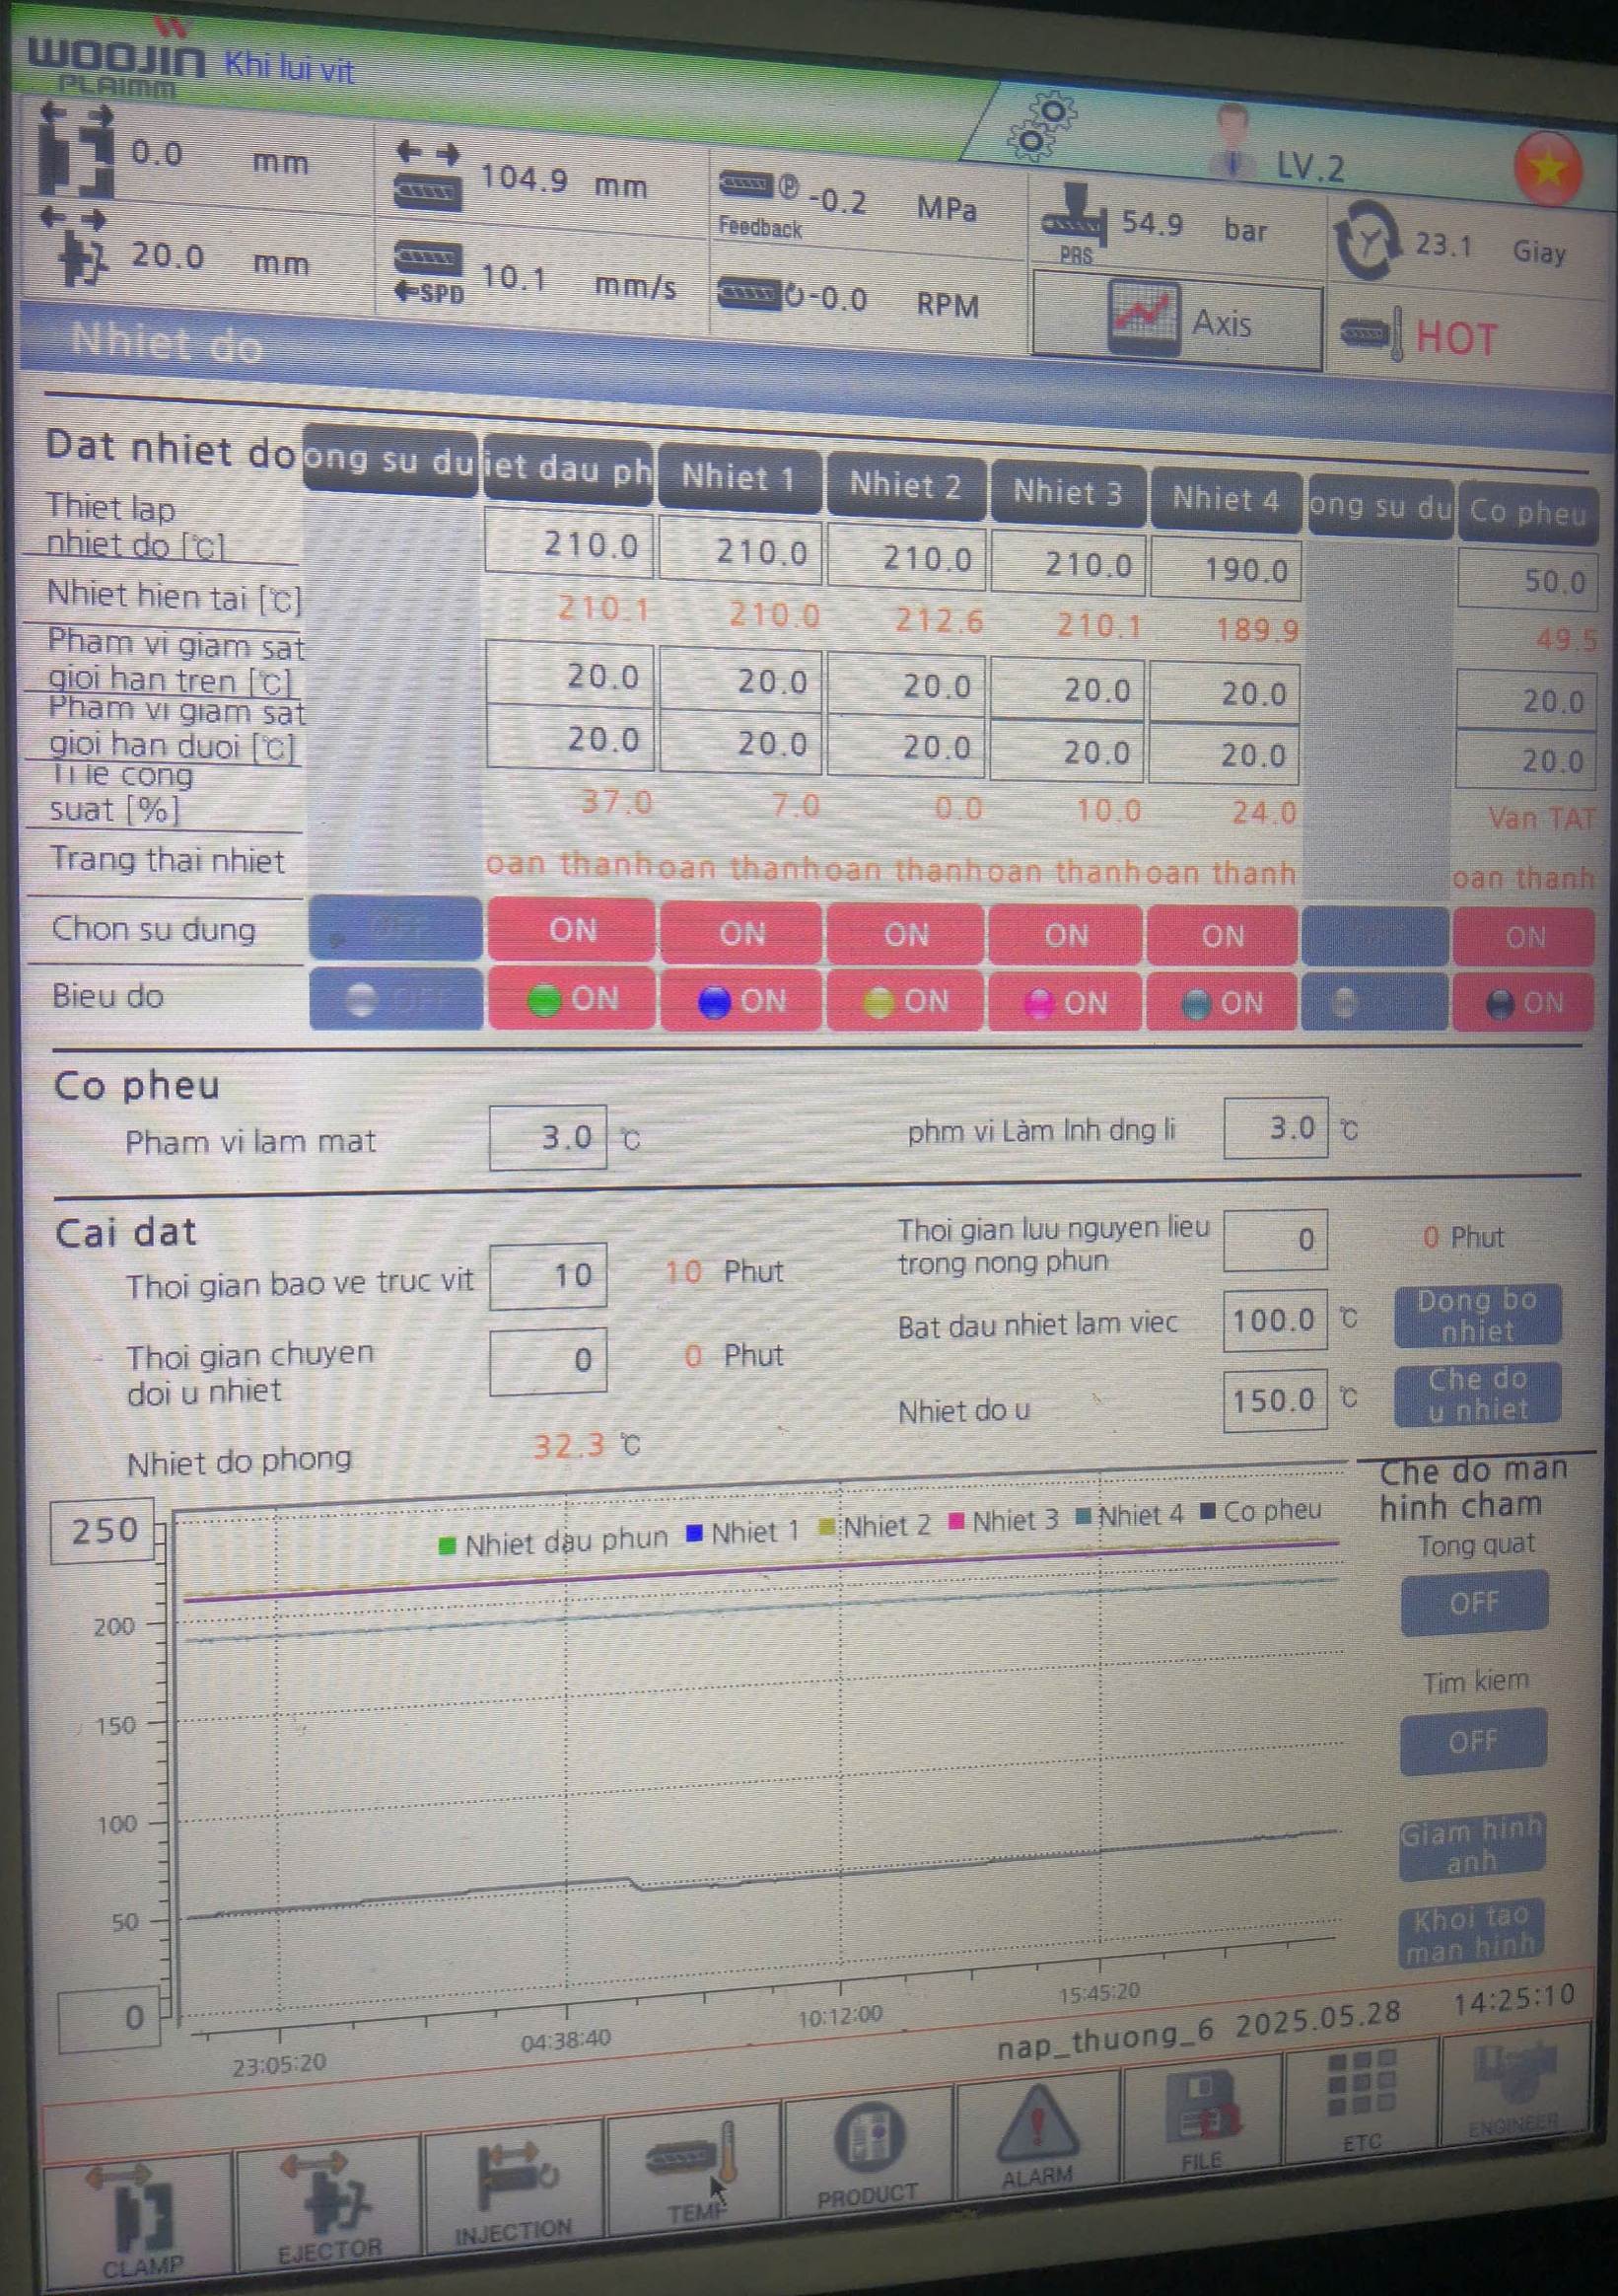 WOOJIN
PLAIMM
Khi lui vit
LV.2
0.0 mm
104.9 mm
P -0.2 MPa
Feedback
54.9 bar
PRS
23.1 Giay
20.0 mm
10.1 mm/s
SPD
-0.0 RPM
Axis
HOT
Nhiet do
Dat nhiet do ong su du iet dau ph Nhiet 1 Nhiet 2 Nhiet 3 Nhiet 4 ong su du Co pheu
Thiet lap
nhiet do [℃] 210.0 210.0 210.0 210.0 190.0 50.0
Nhiet hien tai [℃] 210.1 210.0 212.6 210.1 189.9 49.5
Pham vi giam sat
gioi han tren [℃] 20.0 20.0 20.0 20.0 20.0 20.0
Pham vi giam sat
gioi han duoi [℃] 20.0 20.0 20.0 20.0 20.0 20.0
Ti le cong
suat [%] 37.0 7.0 0.0 10.0 24.0 Van TAT
Trang thai nhiet oan thanh oan thanh oan thanh oan thanh oan thanh oan thanh
Chon su dung OFF ON ON ON ON ON ON
Bieu do OFF ON ON ON ON ON ON
Co pheu
Pham vi lam mat 3.0 ℃ phm vi Làm lnh dng li 3.0 ℃
Cai dat
Thoi gian bao ve truc vit 10 10 Phut
Thoi gian luu nguyen lieu
trong nong phun 0 0 Phut
Thoi gian chuyen
doi u nhiet 0 0 Phut
Bat dau nhiet lam viec 100.0 ℃
Dong bo
nhiet
Nhiet do u 150.0 ℃
Che do
u nhiet
Nhiet do phong 32.3 ℃
Che do man
hinh cham
Tong quat
OFF
Tim kiem
OFF
Giam hinh
anh
Khoi tao
man hinh
250
Nhiet dau phun Nhiet 1 Nhiet 2 Nhiet 3 Nhiet 4 Co pheu
200
150
100
50
0
23:05:20 04:38:40 10:12:00 15:45:20
nap_thuong_6 2025.05.28 14:25:10
CLAMP EJECTOR INJECTION TEMP PRODUCT ALARM FILE ETC ENGINEER